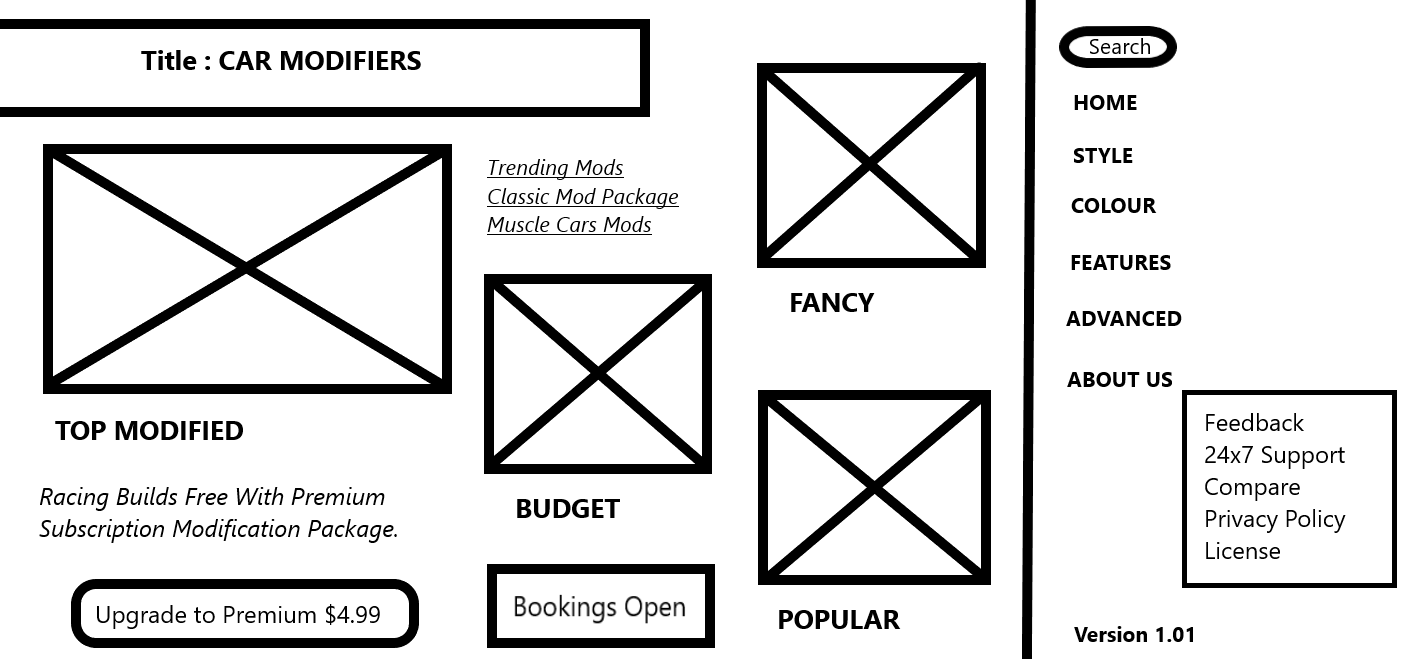 Title : CAR MODIFIERS
Trending Mods
Classic Mod Package
Muscle Cars Mods
TOP MODIFIED
Racing Builds Free With Premium
Subscription Modification Package.
Upgrade to Premium $4.99
BUDGET
Bookings Open
FANCY
POPULAR
Search
HOME
STYLE
COLOUR
FEATURES
ADVANCED
ABOUT US
Feedback
24x7 Support
Compare
Privacy Policy
License
Version 1.01